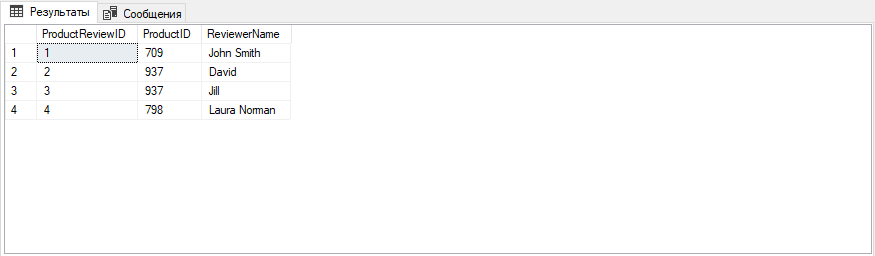 Результаты Сообщения
ProductReviewID ProductID ReviewerName
1 1 709 John Smith
2 2 937 David
3 3 937 Jill
4 4 798 Laura Norman